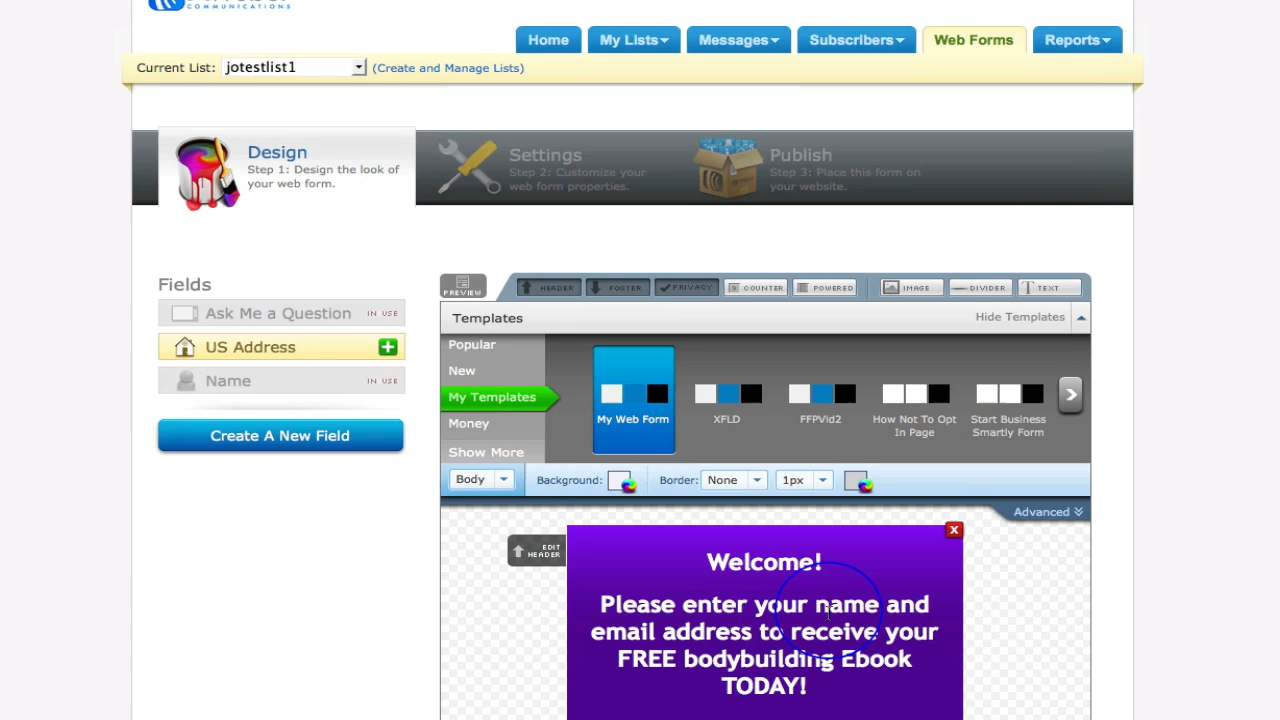 COMMUNICATIONS
Home My Lists Messages Subscribers Web Forms Reports
Current List: jotestlist1 (Create and Manage Lists)
Design
Step 1: Design the look of
your web form.
Settings
Step 2: Customize your
web form properties.
Publish
Step 3: Place this form on
your website.
Fields
Ask Me a Question IN USE
US Address
Name IN USE
Create A New Field
PREVIEW HEADER FOOTER PRIVACY COUNTER POWERED IMAGE DIVIDER TEXT
Templates Hide Templates
Popular
New
My Templates
Money
Show More
My Web Form
XFLD
FFPVid2
How Not To Opt
In Page
Start Business
Smartly Form
Body Background: Border: None 1px
Advanced
EDIT
HEADER
X
Welcome!
Please enter your name and
email address to receive your
FREE bodybuilding Ebook
TODAY!